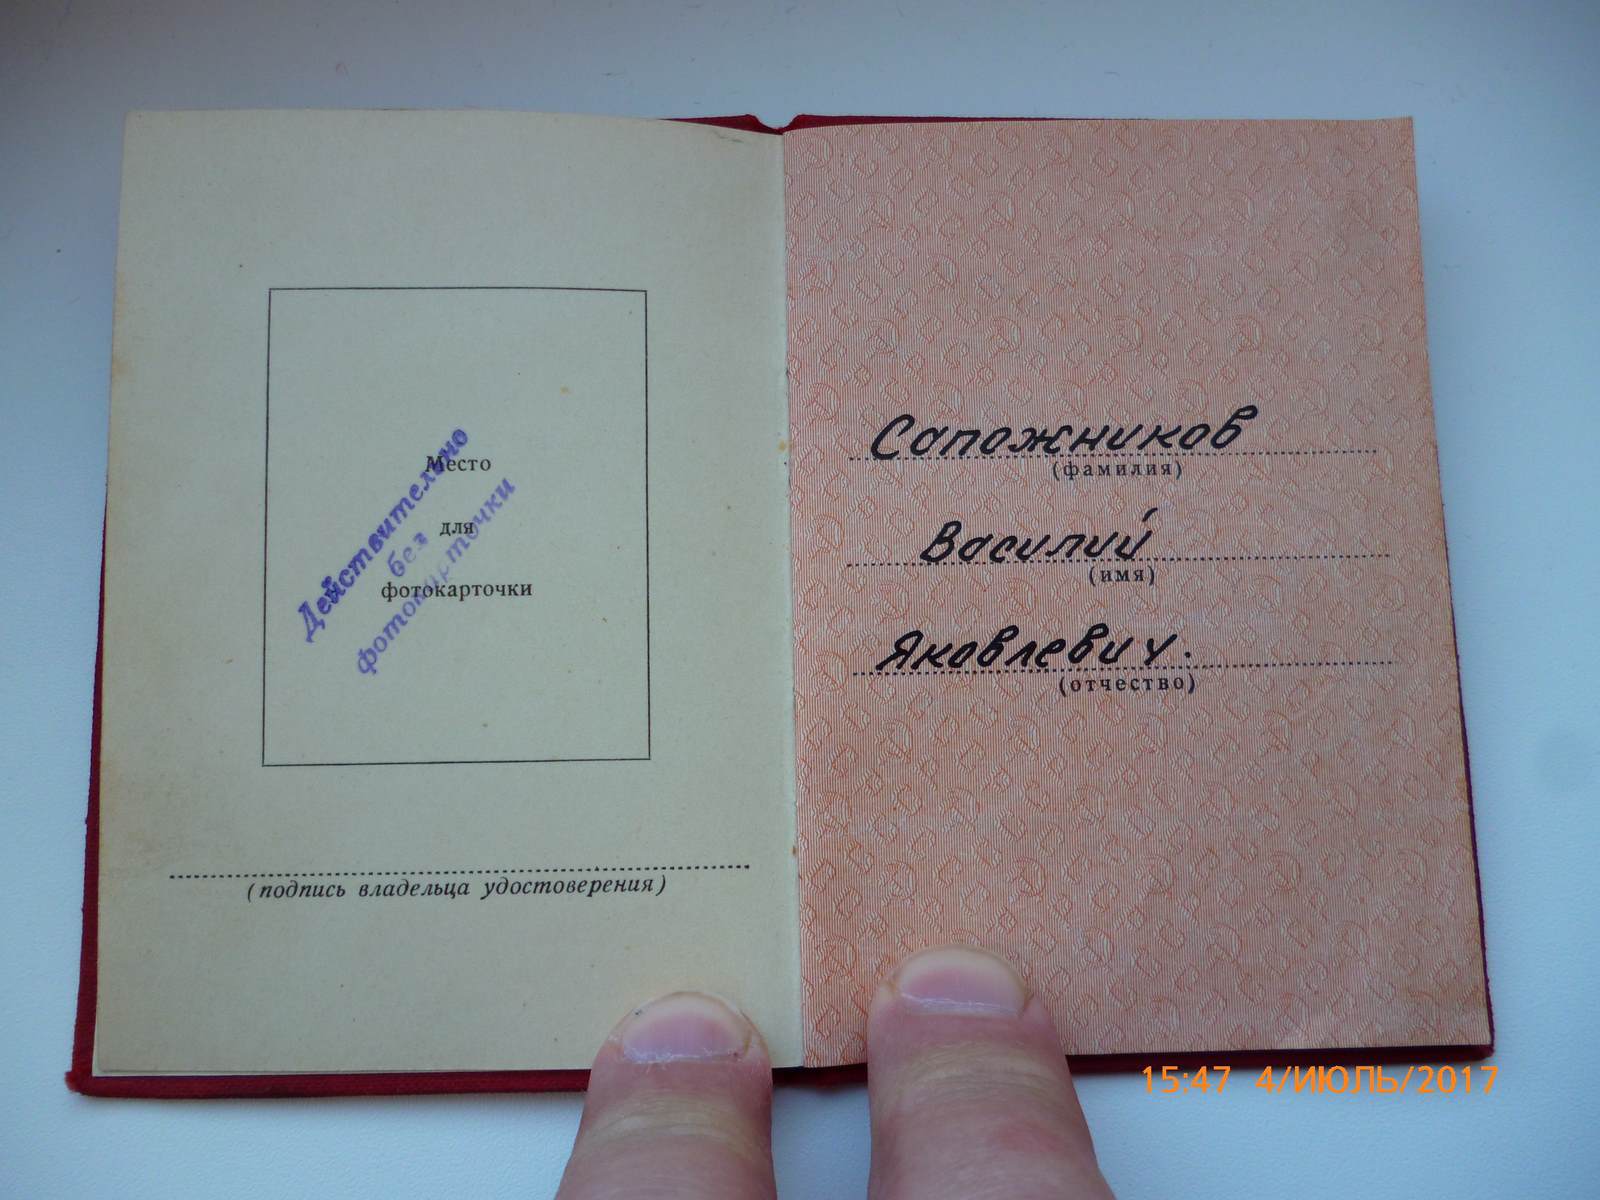 Место
для
фотокарточки
Действительно
без
фотокарточки
(подпись владельца удостоверения)
Сапожников
(фамилия)
Василий
(имя)
Яковлевич.
(отчество)
15:47 4/ИЮЛЬ/2017